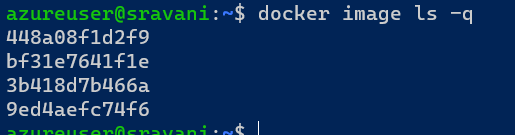 azureuser@sravani:~$ docker image ls -q
448a08f1d2f9
bf31e7641f1e
3b418d7b466a
9ed4aefc74f6
azureuser@sravani:~$